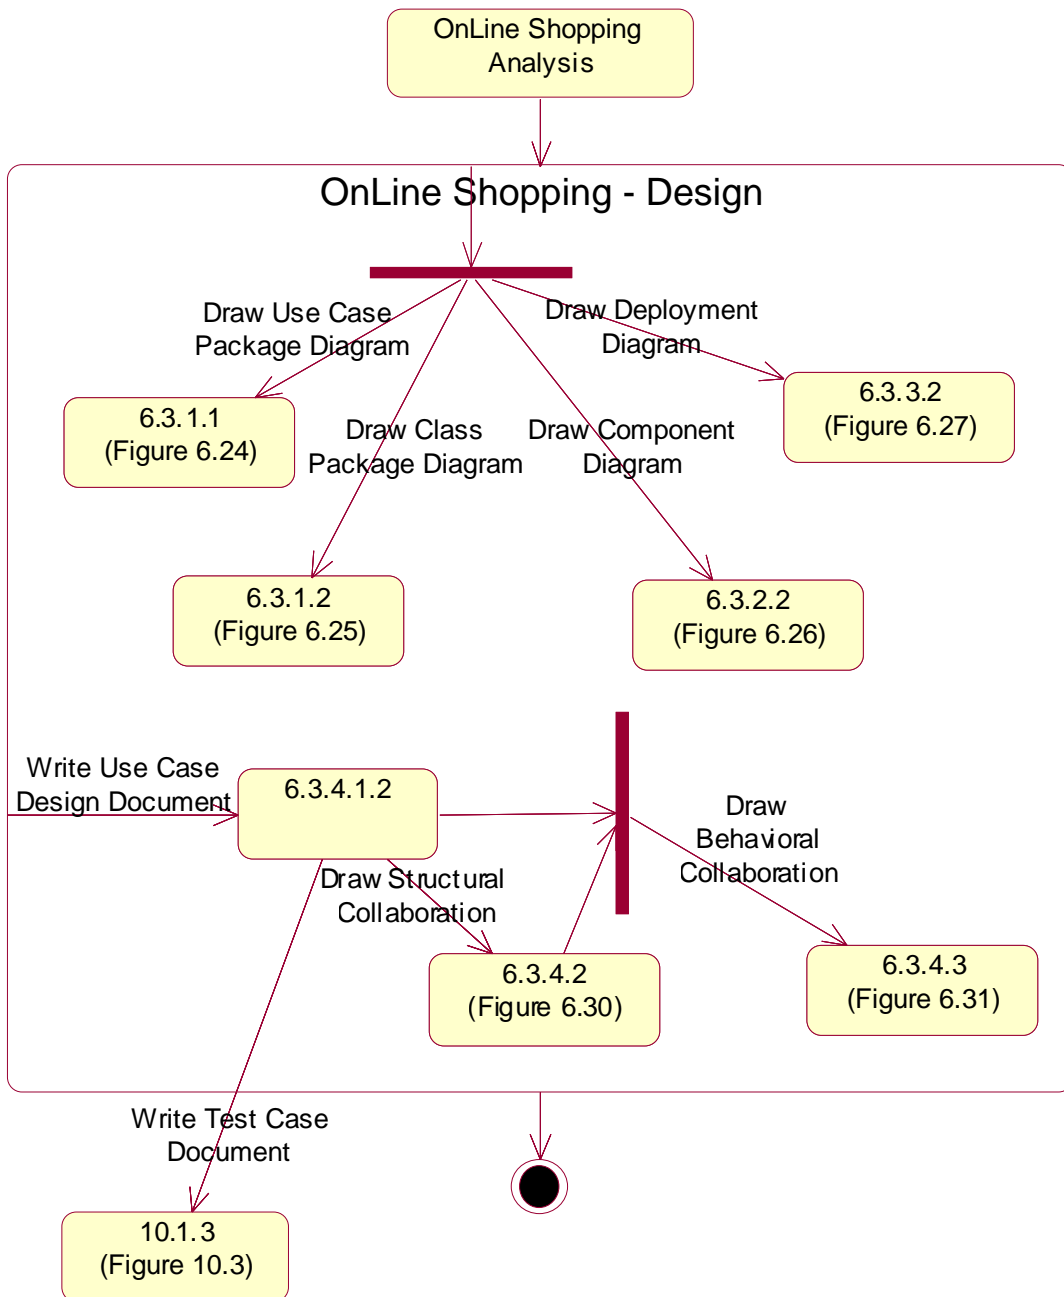 OnLine Shopping
Analysis
OnLine Shopping - Design
Draw Use Case
Package Diagram
Draw Deployment
Diagram
6.3.1.1
(Figure 6.24)
6.3.3.2
(Figure 6.27)
Draw Class
Package Diagram
Draw Component
Diagram
6.3.1.2
(Figure 6.25)
6.3.2.2
(Figure 6.26)
Write Use Case
Design Document
6.3.4.1.2
Draw
Behavioral
Collaboration
Draw Structural
Collaboration
6.3.4.2
(Figure 6.30)
6.3.4.3
(Figure 6.31)
Write Test Case
Document
10.1.3
(Figure 10.3)